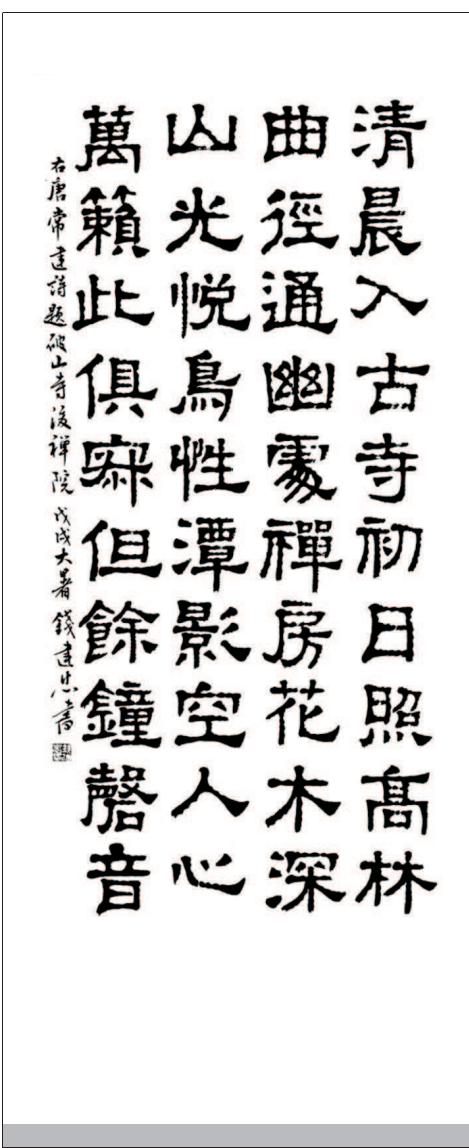 清晨入古寺初日照高林
曲徑通幽處禪房花木深
山光悦鳥性潭影空人心
萬籟此俱寂但餘鐘磬音
右唐常建詩題破山寺後禪院戊戌大暑錢建忠書